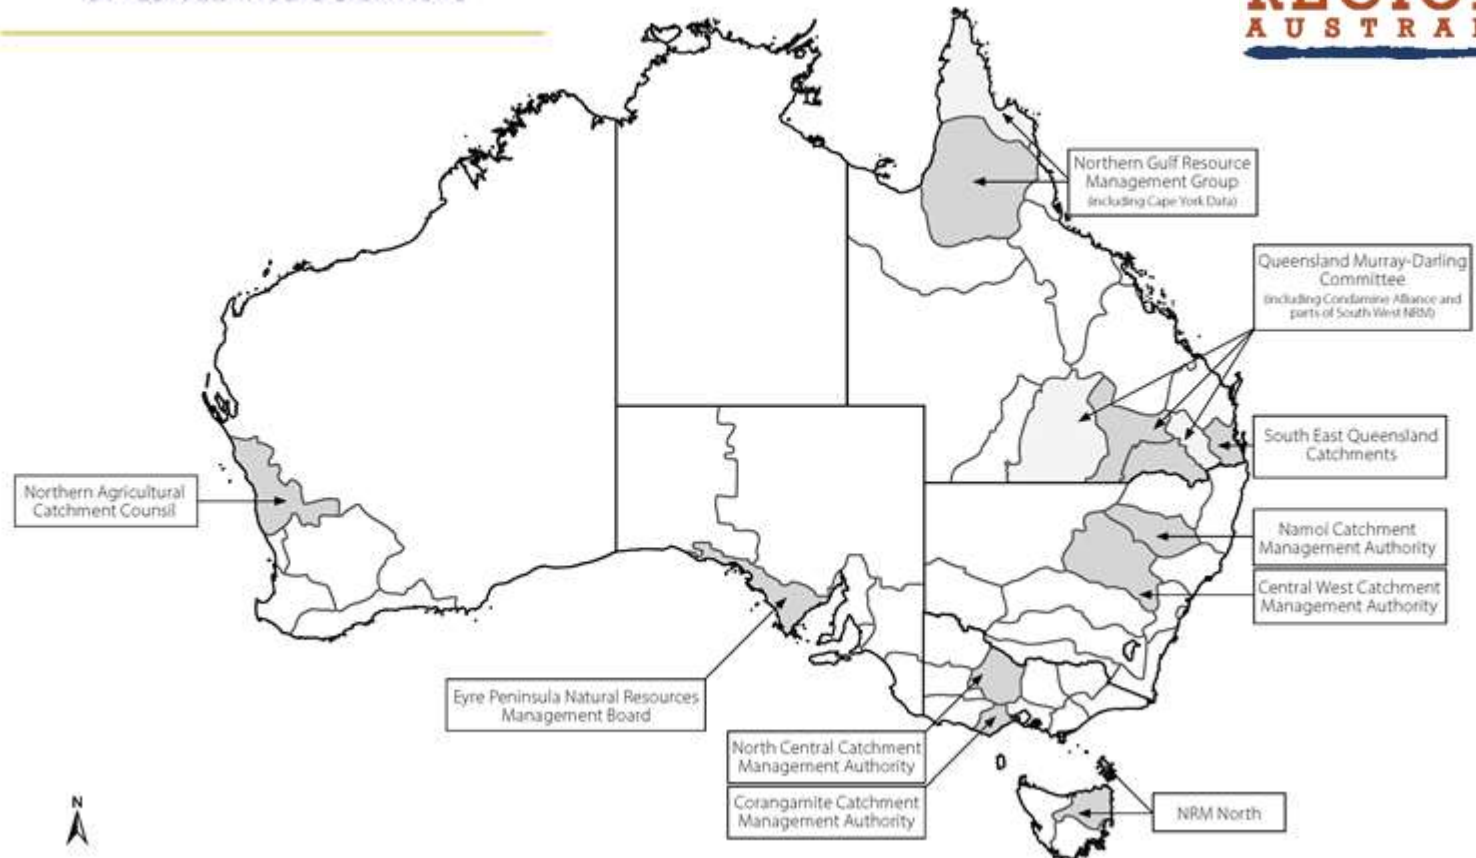 AUSTRAL
Northern Gulf Resource
Management Group
(including Cape York Data)
Queensland Murray-Darling
Committee
(including Condamine Alliance and
parts of South West NRM)
South East Queensland
Catchments
Northern Agricultural
Catchment Counsil
Namoi Catchment
Management Authority
Central West Catchment
Management Authority
Eyre Peninsula Natural Resources
Management Board
North Central Catchment
Management Authority
Corangamite Catchment
Management Authority
NRM North
N